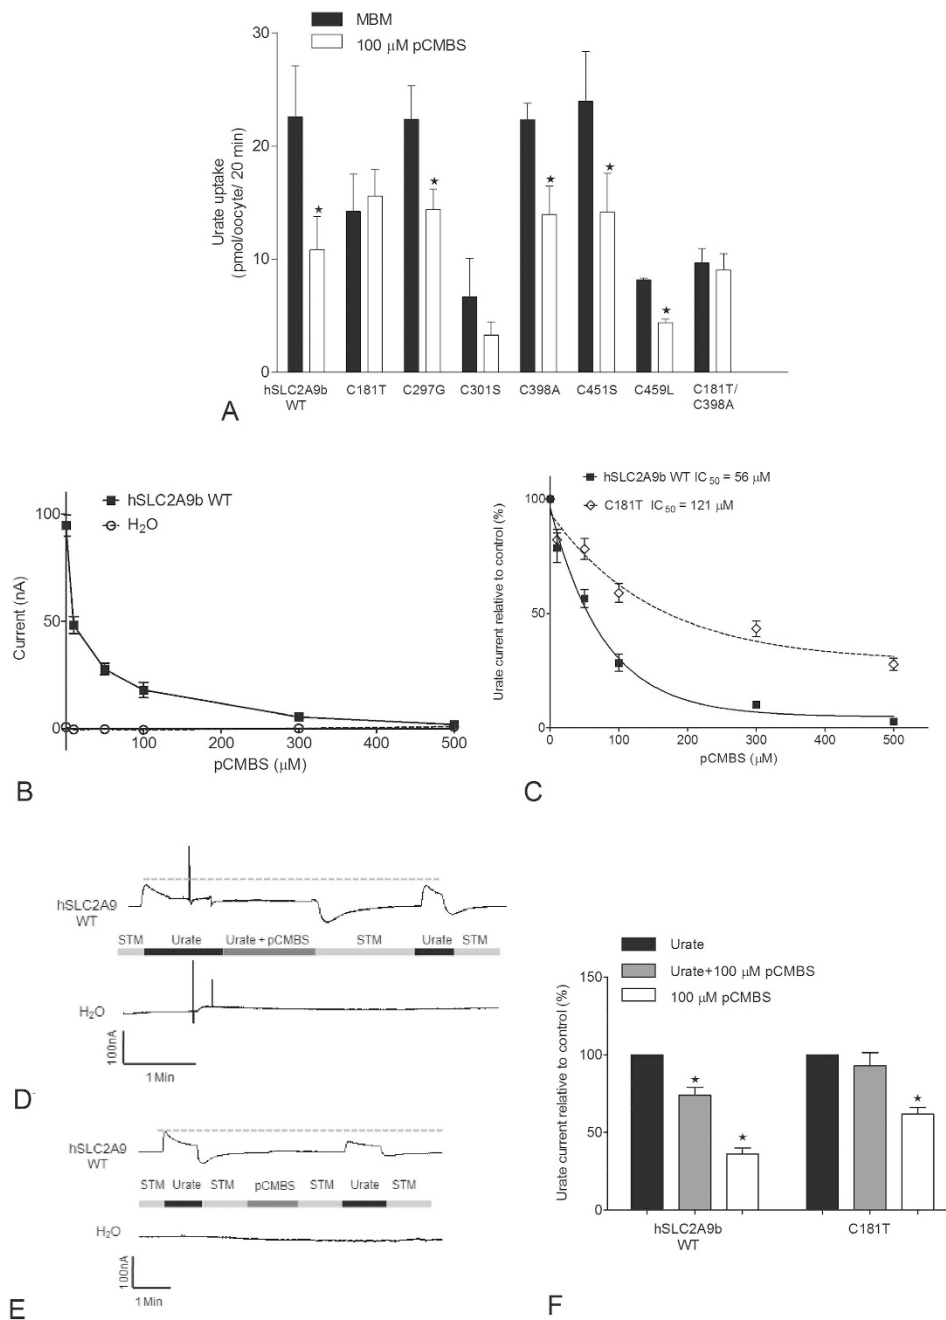 MBM
100 μM pCMBS
30
20
10
0
Urate uptake
(pmol/oocyte/ 20 min)
★ ★ ★ ★ ★
hSLC2A9b
WT
C181T
C297G
C301S
C398A
C451S
C459L
C181T/
C398A
A
hSLC2A9b WT
H₂O
100
50
0
Current (nA)
100 200 300 400 500
pCMBS (μM)
B
hSLC2A9b WT IC₅₀ = 56 μM
C181T IC₅₀ = 121 μM
100
50
0
Urate current relative to control (%)
0 100 200 300 400 500
pCMBS (μM)
C
hSLC2A9
WT
STM Urate Urate + pCMBS STM Urate STM
H₂O
100nA
1 Min
D
hSLC2A9
WT
STM Urate STM pCMBS STM Urate STM
H₂O
100nA
1 Min
E
Urate
Urate+100 μM pCMBS
100 μM pCMBS
150
100
50
0
Urate current relative to control (%)
★ ★ ★
hSLC2A9b
WT
C181T
F